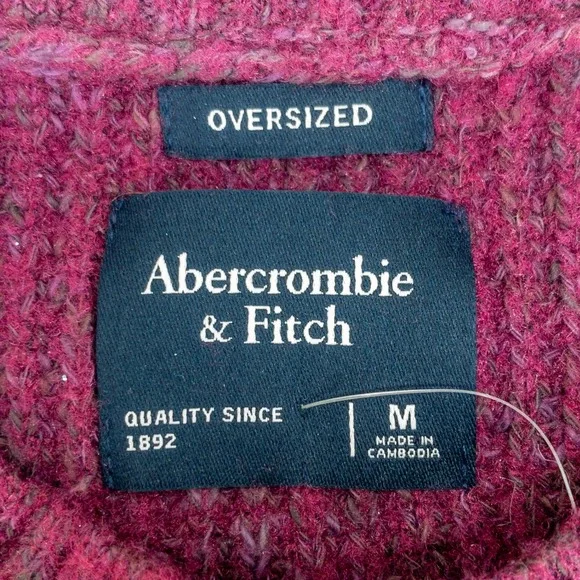 OVERSIZED
Abercrombie
& Fitch
QUALITY SINCE
1892
M
MADE IN
CAMBODIA